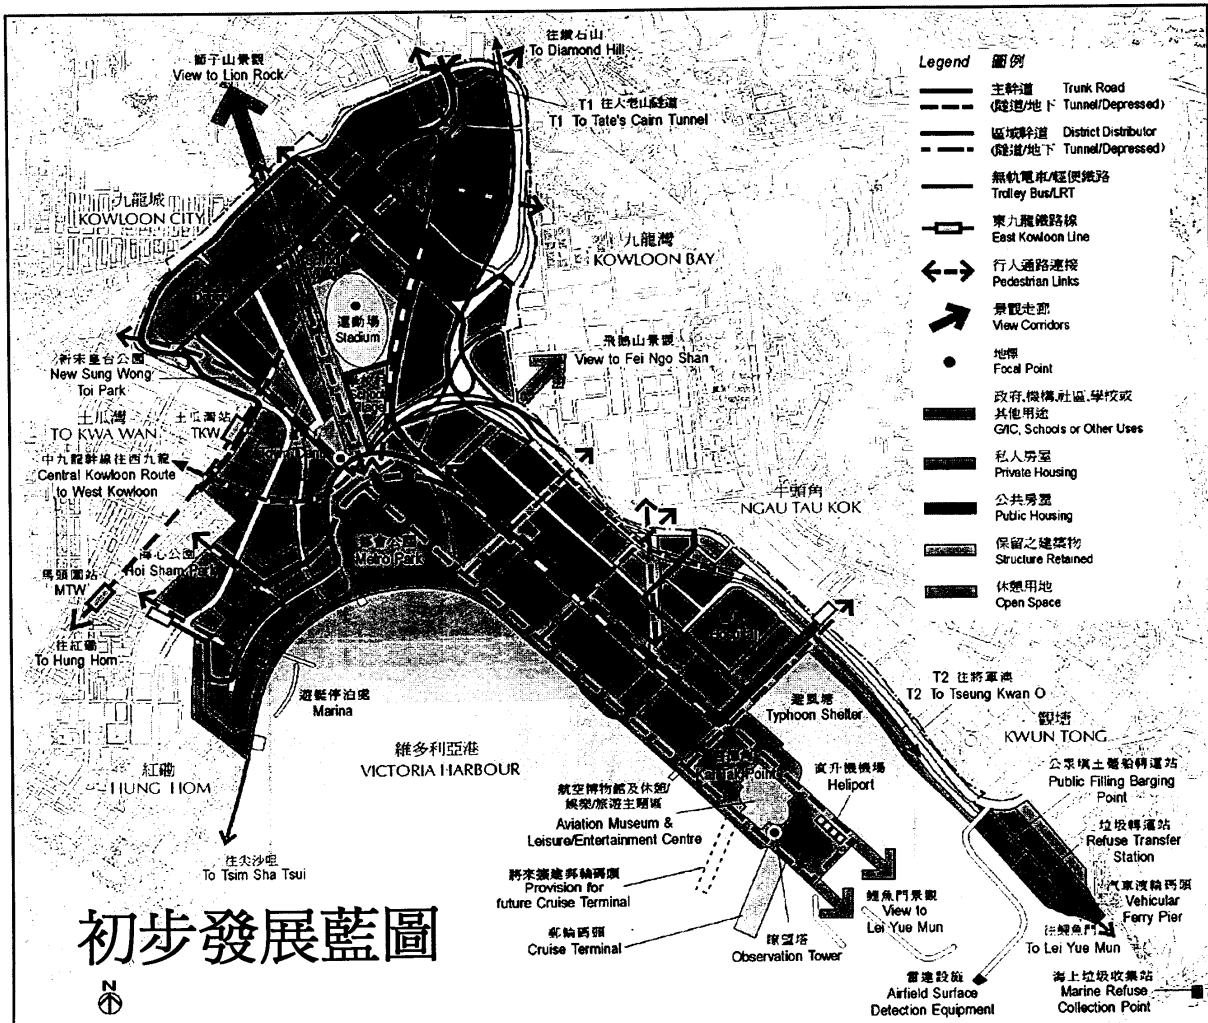 往鑽石山
To Diamond Hill
獅子山景觀
View to Lion Rock
T1 往大老山隧道
T1 To Tate's Cairn Tunnel
九龍城
KOWLOON CITY
九龍灣
KOWLOON BAY
運動場
Stadium
飛鵝山景觀
View to Fei Ngo Shan
新宋皇台公園
New Sung Wong
Toi Park
土瓜灣
TO KWA WAN
土瓜灣站
TKW
中九龍幹線往西九龍
Central Kowloon Route
to West Kowloon
牛頭角
NGAU TAU KOK
都會公園
Metro Park
海心公園
Hoi Sham Park
馬頭圍站
MTW
往紅磡
To Hung Hom
遊艇停泊處
Marina
避風塘
Typhoon Shelter
T2 往將軍澳
T2 To Tseung Kwan O
觀塘
KWUN TONG
紅磡
HUNG HOM
維多利亞港
VICTORIA HARBOUR
直升機機場
Heliport
公眾填土躉船轉運站
Public Filling Barging
Point
航空博物館及休憩/
娛樂/旅遊主題區
Aviation Museum &
Leisure/Entertainment Centre
垃圾轉運站
Refuse Transfer
Station
往尖沙咀
To Tsim Sha Tsui
將來擴建郵輪碼頭
Provision for
future Cruise Terminal
鯉魚門景觀
View to
Lei Yue Mun
汽車渡輪碼頭
Vehicular
Ferry Pier
郵輪碼頭
Cruise Terminal
瞭望塔
Observation Tower
往鯉魚門
To Lei Yue Mun
雷達設施
Airfield Surface
Detection Equipment
海上垃圾收集站
Marine Refuse
Collection Point
初步發展藍圖
N
Legend 圖例
主幹道 Trunk Road
(隧道/地下 Tunnel/Depressed)
區域幹道 District Distributor
(隧道/地下 Tunnel/Depressed)
無軌電車/輕便鐵路
Trolley Bus/LRT
東九龍鐵路線
East Kowloon Line
行人通路連接
Pedestrian Links
景觀走廊
View Corridors
地標
Focal Point
政府,機構,社區,學校或
其他用途
G/IC, Schools or Other Uses
私人房屋
Private Housing
公共房屋
Public Housing
保留之建築物
Structure Retained
休憩用地
Open Space